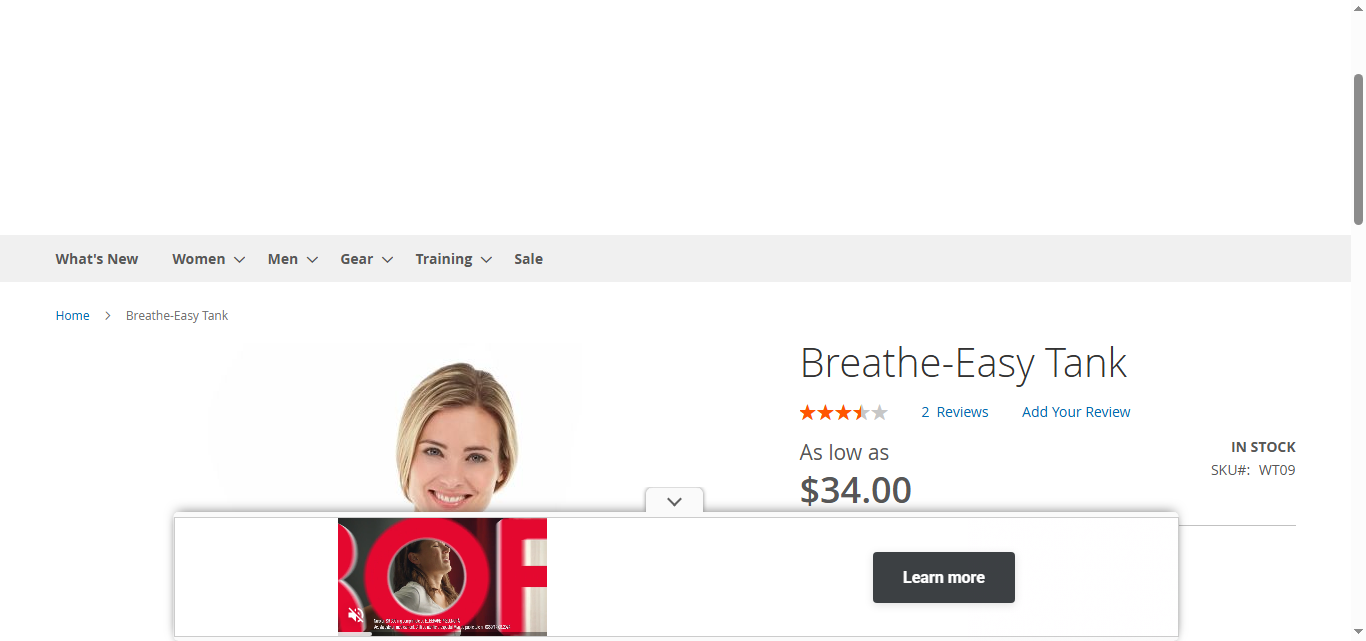 What's New Women Men Gear Training Sale
Home Breathe-Easy Tank
Breathe-Easy Tank
2 Reviews Add Your Review
As low as
IN STOCK
$34.00
SKU#: WT09
Learn more